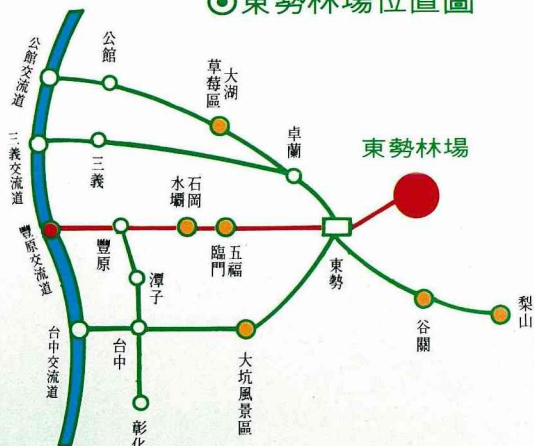 ⦿東勢林場位置圖
公館交流道
公館
大湖
草莓區
三義交流道
三義
卓蘭
東勢林場
石岡
水壩
豐原交流道
豐原
五福
臨門
東勢
潭子
梨山
谷關
台中交流道
台中
大坑風景區
彰化